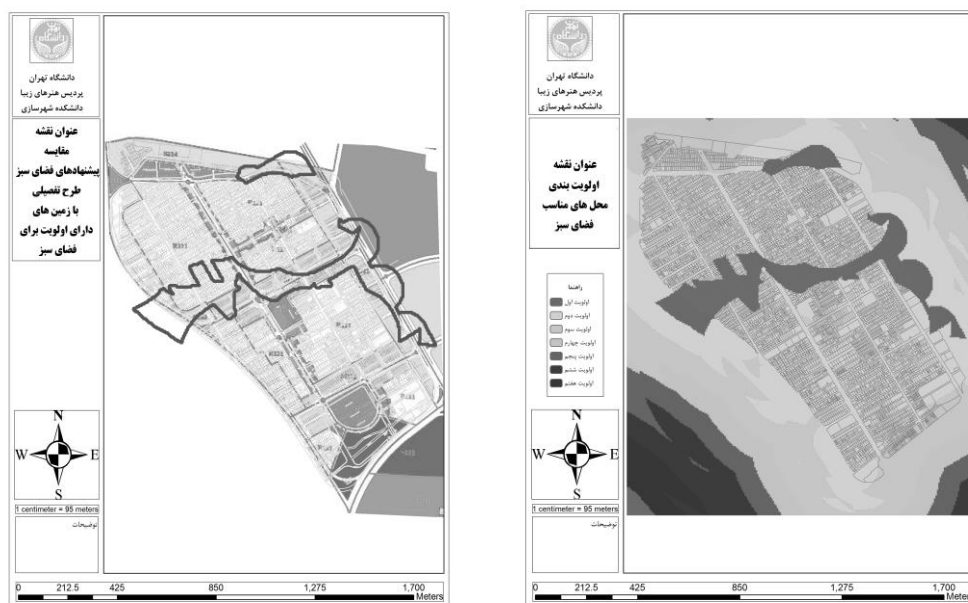 دانشگاه تهران
پردیس هنرهای زیبا
دانشکده شهرسازی
عنوان نقشه
مقایسه
پیشنهادهای فضای سبز
طرح تفصیلی
با زمین های
دارای اولویت برای
فضای سبز
N
W E
S
1 centimeter = 95 meters
توضیحات
0 212.5 425 850 1,275 1,700
Meters
دانشگاه تهران
پردیس هنرهای زیبا
دانشکده شهرسازی
عنوان نقشه
اولویت بندی
محل های مناسب
فضای سبز
راهنما
اولویت اول
اولویت دوم
اولویت سوم
اولویت چهارم
اولویت پنجم
اولویت ششم
اولویت هفتم
N
W E
S
1 centimeter = 95 meters
توضیحات
0 212.5 425 850 1,275 1,700
Meters